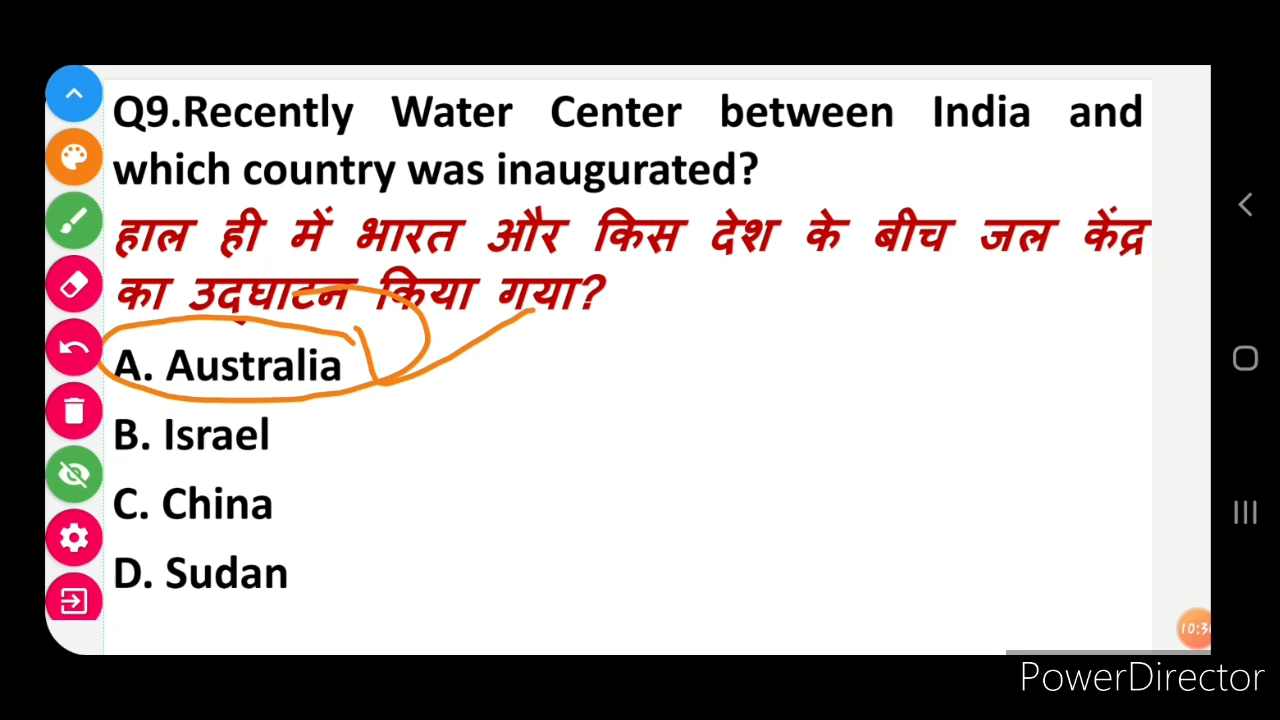 Q9.Recently Water Center between India and
which country was inaugurated?
हाल ही में भारत और किस देश के बीच जल केंद्र
का उद्घाटन किया गया?
A. Australia
B. Israel
C. China
D. Sudan
PowerDirector